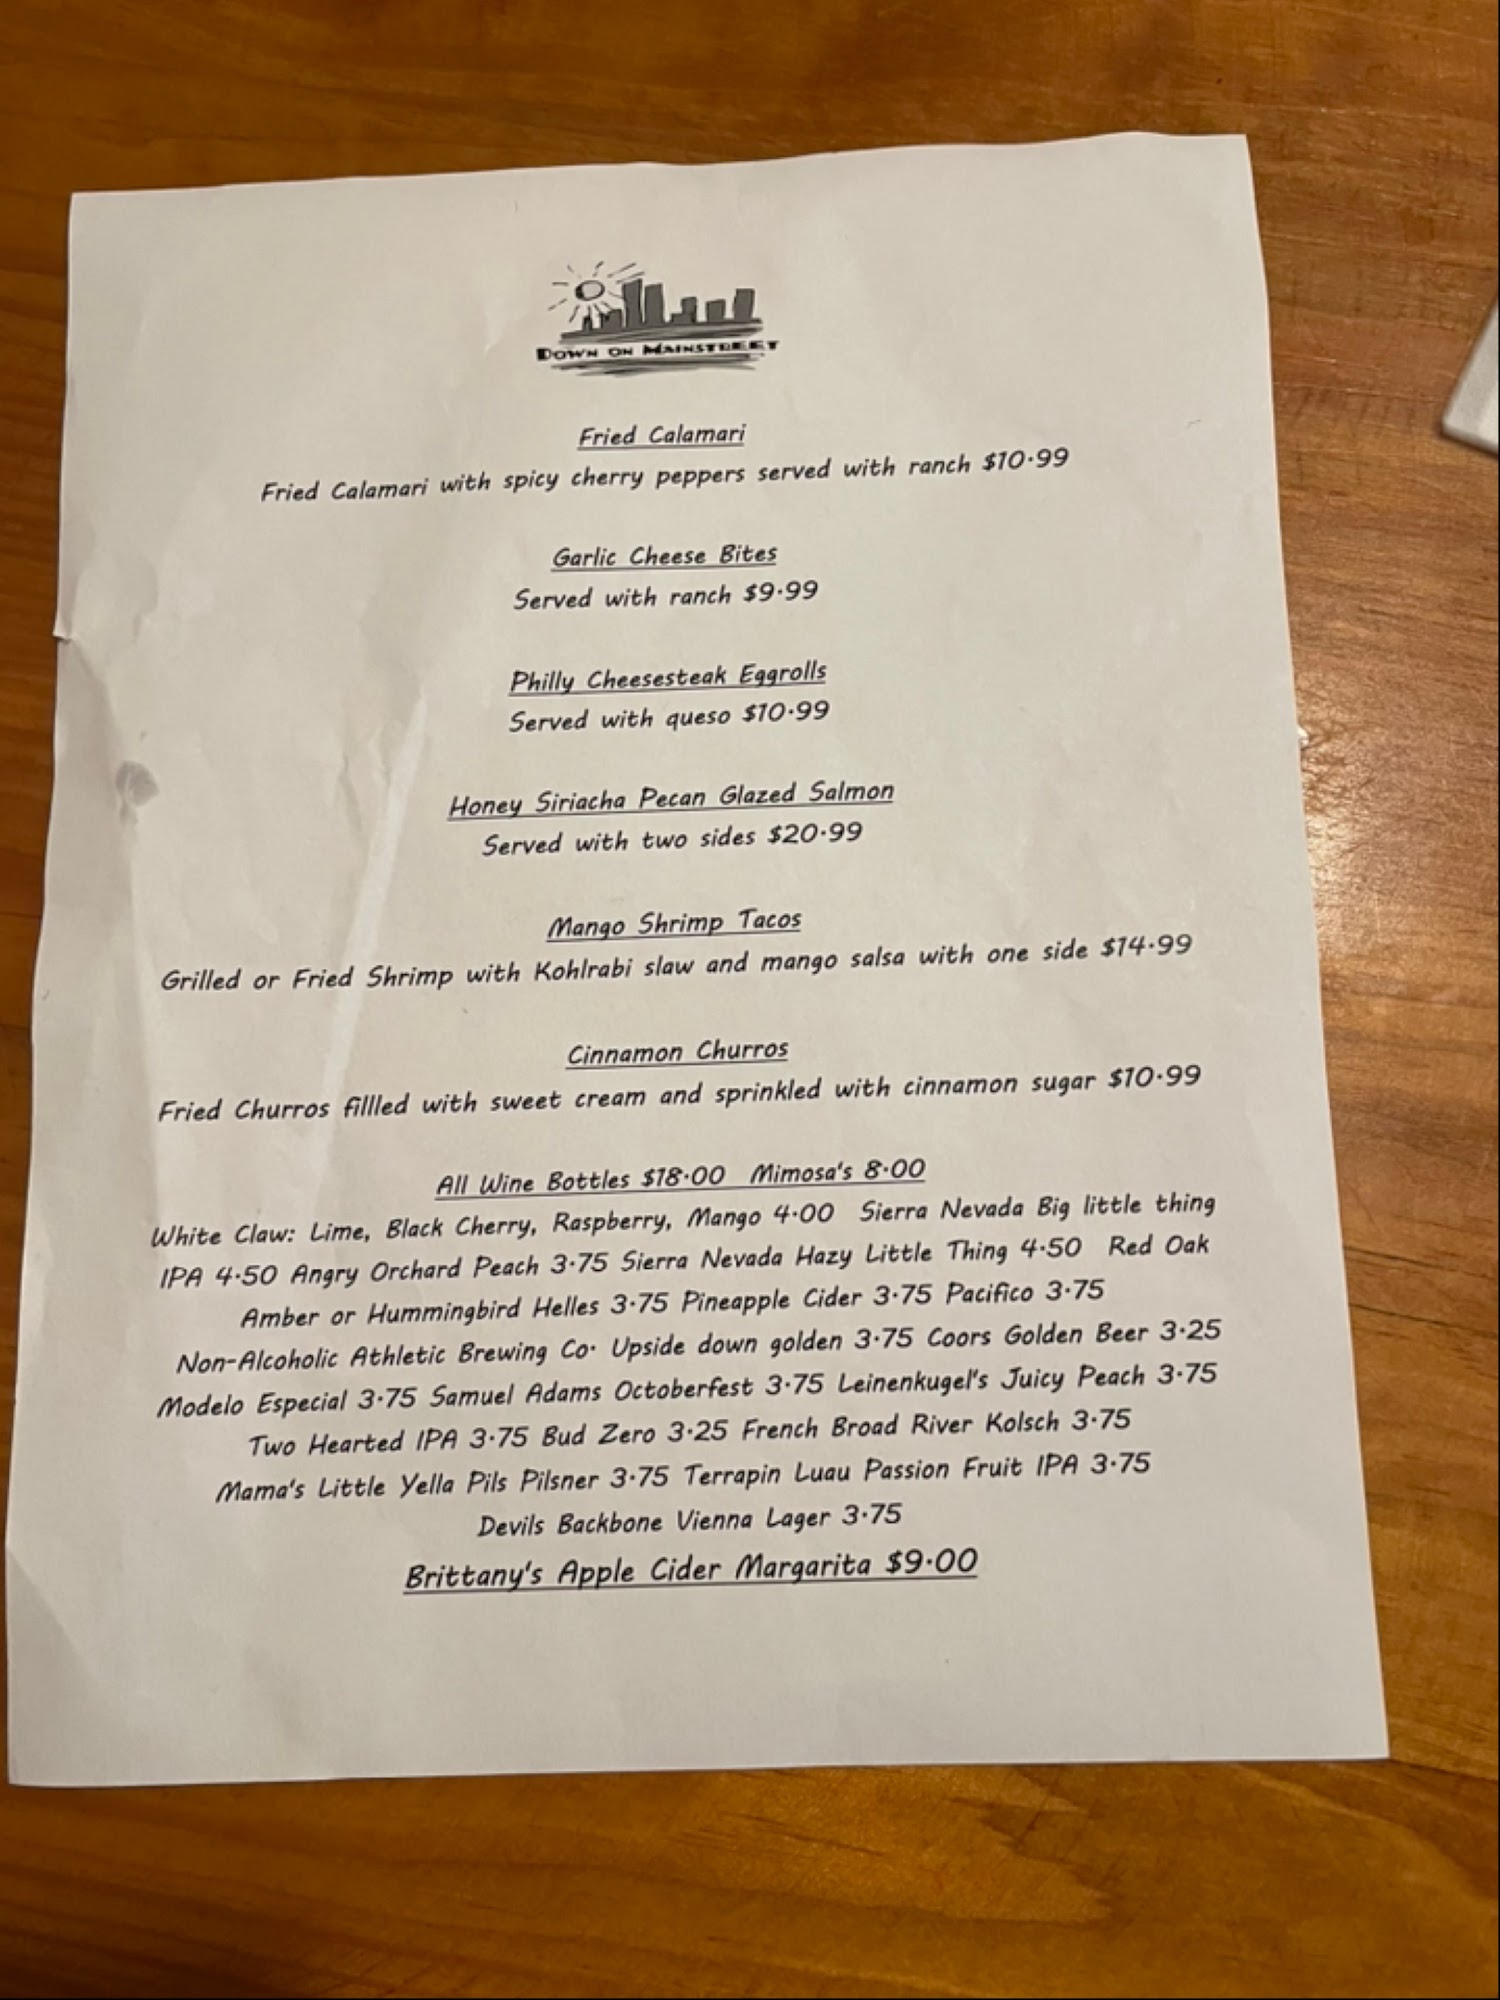 Down on Mainstreet
Fried Calamari
Fried Calamari with spicy cherry peppers served with ranch $10.99
Garlic Cheese Bites
Served with ranch $9.99
Philly Cheesesteak Eggrolls
Served with queso $10.99
Honey Siriacha Pecan Glazed Salmon
Served with two sides $20.99
Mango Shrimp Tacos
Grilled or Fried Shrimp with Kohlrabi slaw and mango salsa with one side $14.99
Cinnamon Churros
Fried Churros fillled with sweet cream and sprinkled with cinnamon sugar $10.99
All Wine Bottles $18.00 Mimosa's 8.00
White Claw: Lime, Black Cherry, Raspberry, Mango 4.00 Sierra Nevada Big little thing
IPA 4.50 Angry Orchard Peach 3.75 Sierra Nevada Hazy Little Thing 4.50 Red Oak
Amber or Hummingbird Helles 3.75 Pineapple Cider 3.75 Pacifico 3.75
Non-Alcoholic Athletic Brewing Co. Upside down golden 3.75 Coors Golden Beer 3.25
Modelo Especial 3.75 Samuel Adams Octoberfest 3.75 Leinenkugel's Juicy Peach 3.75
Two Hearted IPA 3.75 Bud Zero 3.25 French Broad River Kolsch 3.75
Mama's Little Yella Pils Pilsner 3.75 Terrapin Luau Passion Fruit IPA 3.75
Devils Backbone Vienna Lager 3.75
Brittany's Apple Cider Margarita $9.00